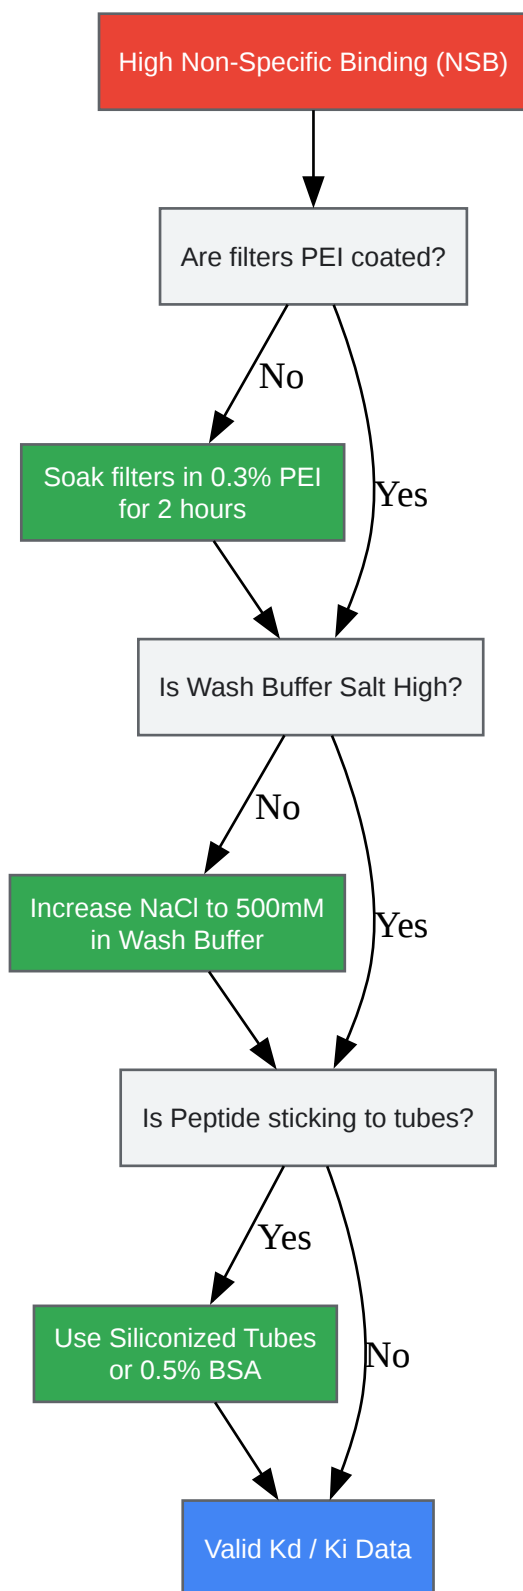 High Non-Specific Binding (NSB)
Are filters PEI coated?
No
Soak filters in 0.3% PEI
for 2 hours
Yes
Is Wash Buffer Salt High?
No
Increase NaCl to 500mM
in Wash Buffer
Yes
Is Peptide sticking to tubes?
Yes
Use Siliconized Tubes
or 0.5% BSA
No
Valid Kd / Ki Data